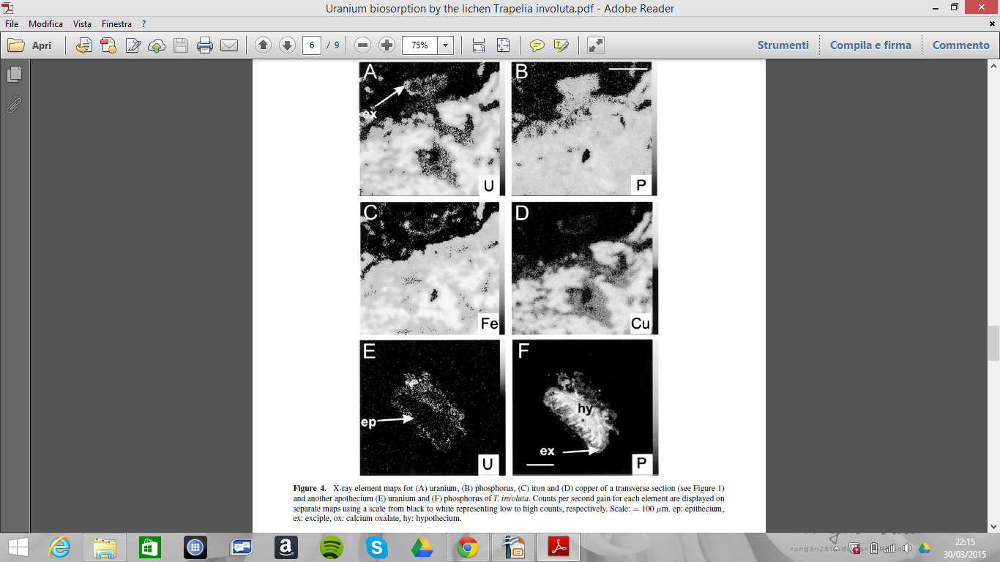 Uranium biosorption by the lichen Trapelia involuta.pdf - Adobe Reader
File Modifica Vista Finestra ?
Apri 6 / 9 75% Strumenti Compila e firma Commento
A ex U
B P
C Fe
D Cu
E ep U
F hy ex P
Figure 4. X-ray element maps for (A) uranium, (B) phosphorus, (C) iron and (D) copper of a transverse section (see Figure 1)
and another apothecium (E) uranium and (F) phosphorus of T. involuta. Counts per second gain for each element are displayed on
separate maps using a scale from black to white representing low to high counts, respectively. Scale: = 100 μm. ep: epithecium,
ex: exciple, ox: calcium oxalate, hy: hypothecium.
22:15
30/03/2015